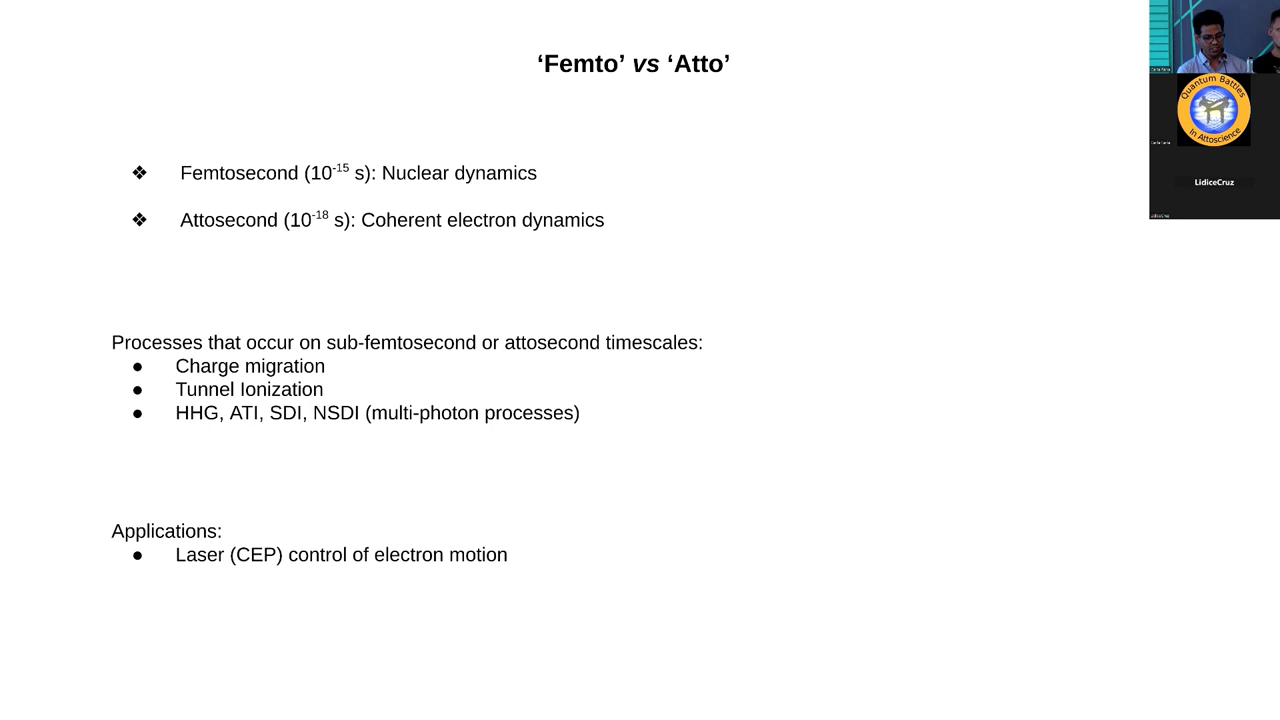 ‘Femto’ vs ‘Atto’
❖ Femtosecond (10-15 s): Nuclear dynamics
❖ Attosecond (10-18 s): Coherent electron dynamics
Processes that occur on sub-femtosecond or attosecond timescales:
● Charge migration
● Tunnel Ionization
● HHG, ATI, SDI, NSDI (multi-photon processes)
Applications:
● Laser (CEP) control of electron motion
Quantum Battles
In Attoscience
LidiceCruz